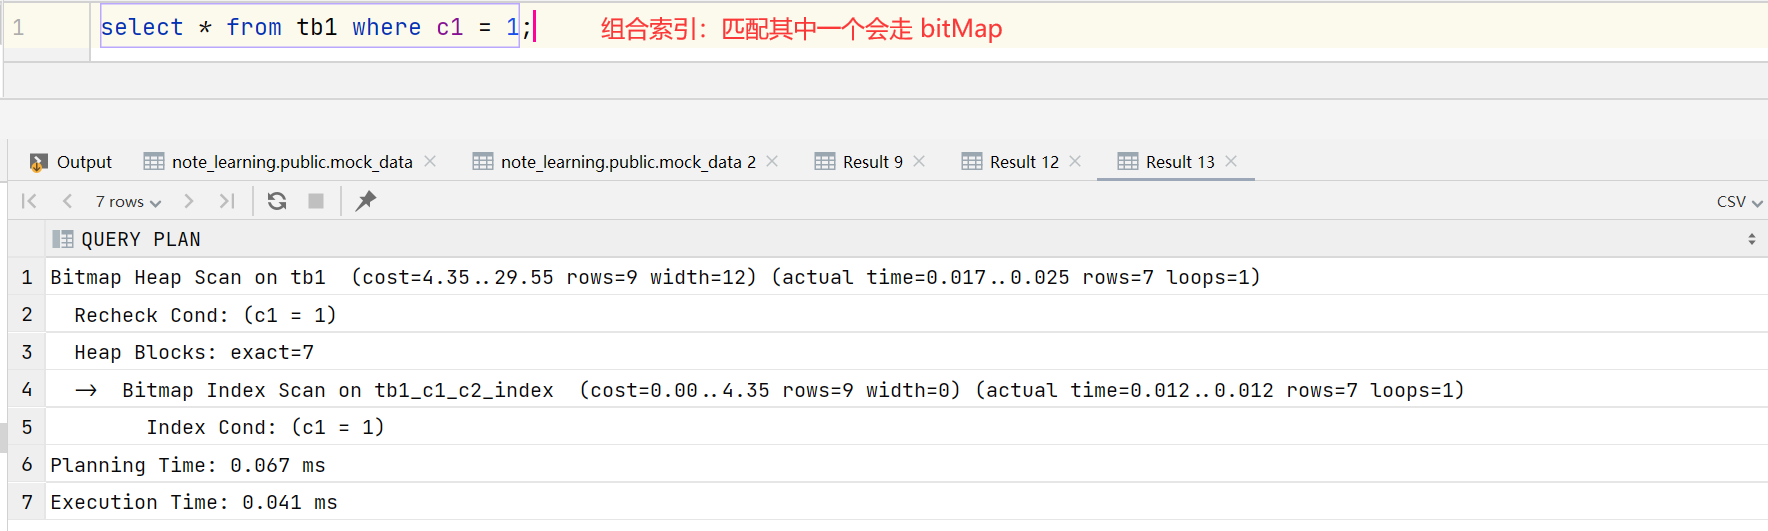 1 select * from tb1 where c1 = 1; 组合索引：匹配其中一个会走 bitMap
Output note_learning.public.mock_data note_learning.public.mock_data 2 Result 9 Result 12 Result 13
7 rows CSV
QUERY PLAN
1 Bitmap Heap Scan on tb1  (cost=4.35..29.55 rows=9 width=12) (actual time=0.017..0.025 rows=7 loops=1)
2   Recheck Cond: (c1 = 1)
3   Heap Blocks: exact=7
4   ->  Bitmap Index Scan on tb1_c1_c2_index  (cost=0.00..4.35 rows=9 width=0) (actual time=0.012..0.012 rows=7 loops=1)
5         Index Cond: (c1 = 1)
6 Planning Time: 0.067 ms
7 Execution Time: 0.041 ms